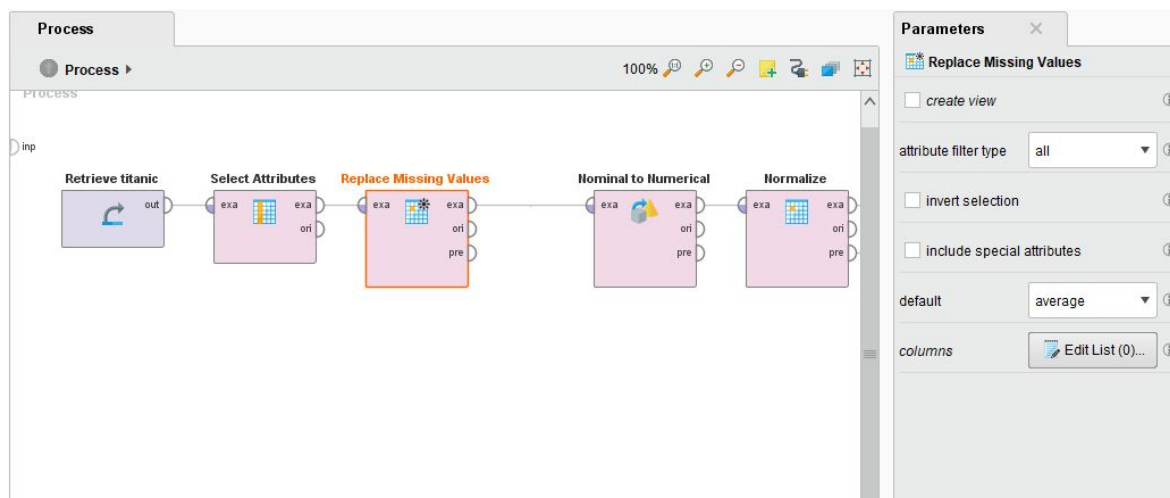 Process
Process
100%
Process
inp
Retrieve titanic
out
Select Attributes
exa
exa
ori
Replace Missing Values
exa
exa
ori
pre
Nominal to Numerical
exa
exa
ori
pre
Normalize
exa
exa
ori
pre
Parameters
Replace Missing Values
create view
attribute filter type
all
invert selection
include special attributes
default
average
columns
Edit List (0)...